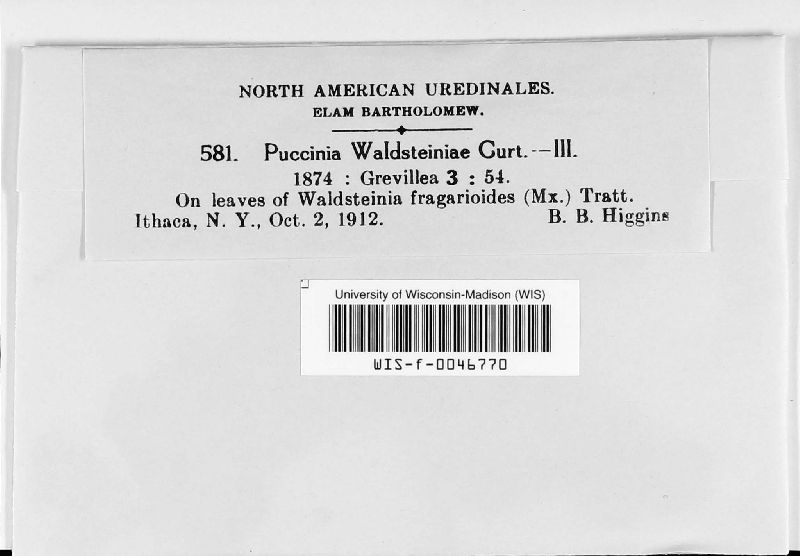 NORTH AMERICAN UREDINALES.
ELAM BARTHOLOMEW.
581. Puccinia Waldsteiniae Curt.—III.
1874 : Grevillea 3 : 54.
On leaves of Waldsteinia fragarioides (Mx.) Tratt.
Ithaca, N. Y., Oct. 2, 1912. B. B. Higgins
University of Wisconsin-Madison (WIS)
WIS-f-0046770